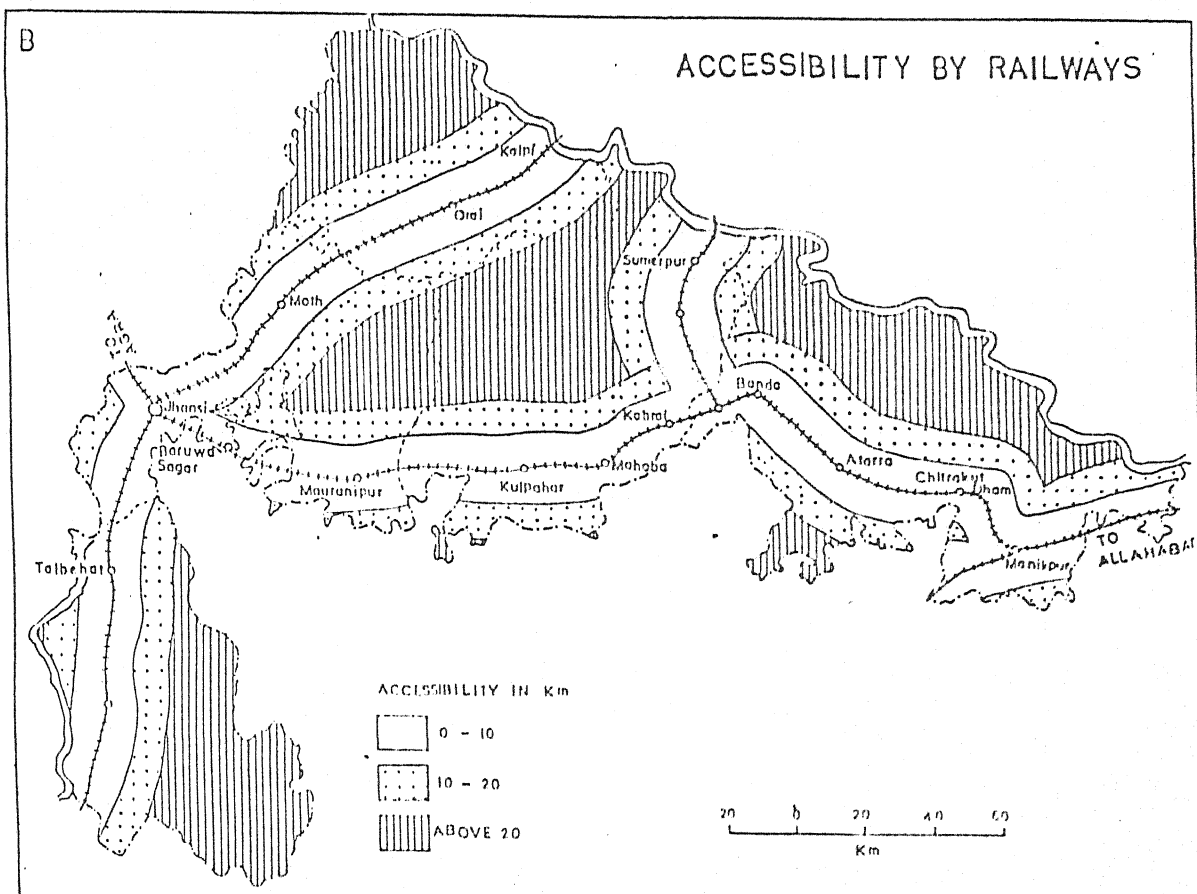 B
ACCESSIBILITY BY RAILWAYS
Kalpi
Orai
Sumerpur
Moth
Jhansi
Baruwa
Sagar
Banda
Kabrai
Mahoba
Atarra
Chitrakut
Dham
Mauranipur
Kulpahar
TO
ALLAHABAD
Manikpur
Talbehat
ACCESSIBILITY IN Km
0 - 10
10 - 20
ABOVE 20
20 0 20 40 60
Km